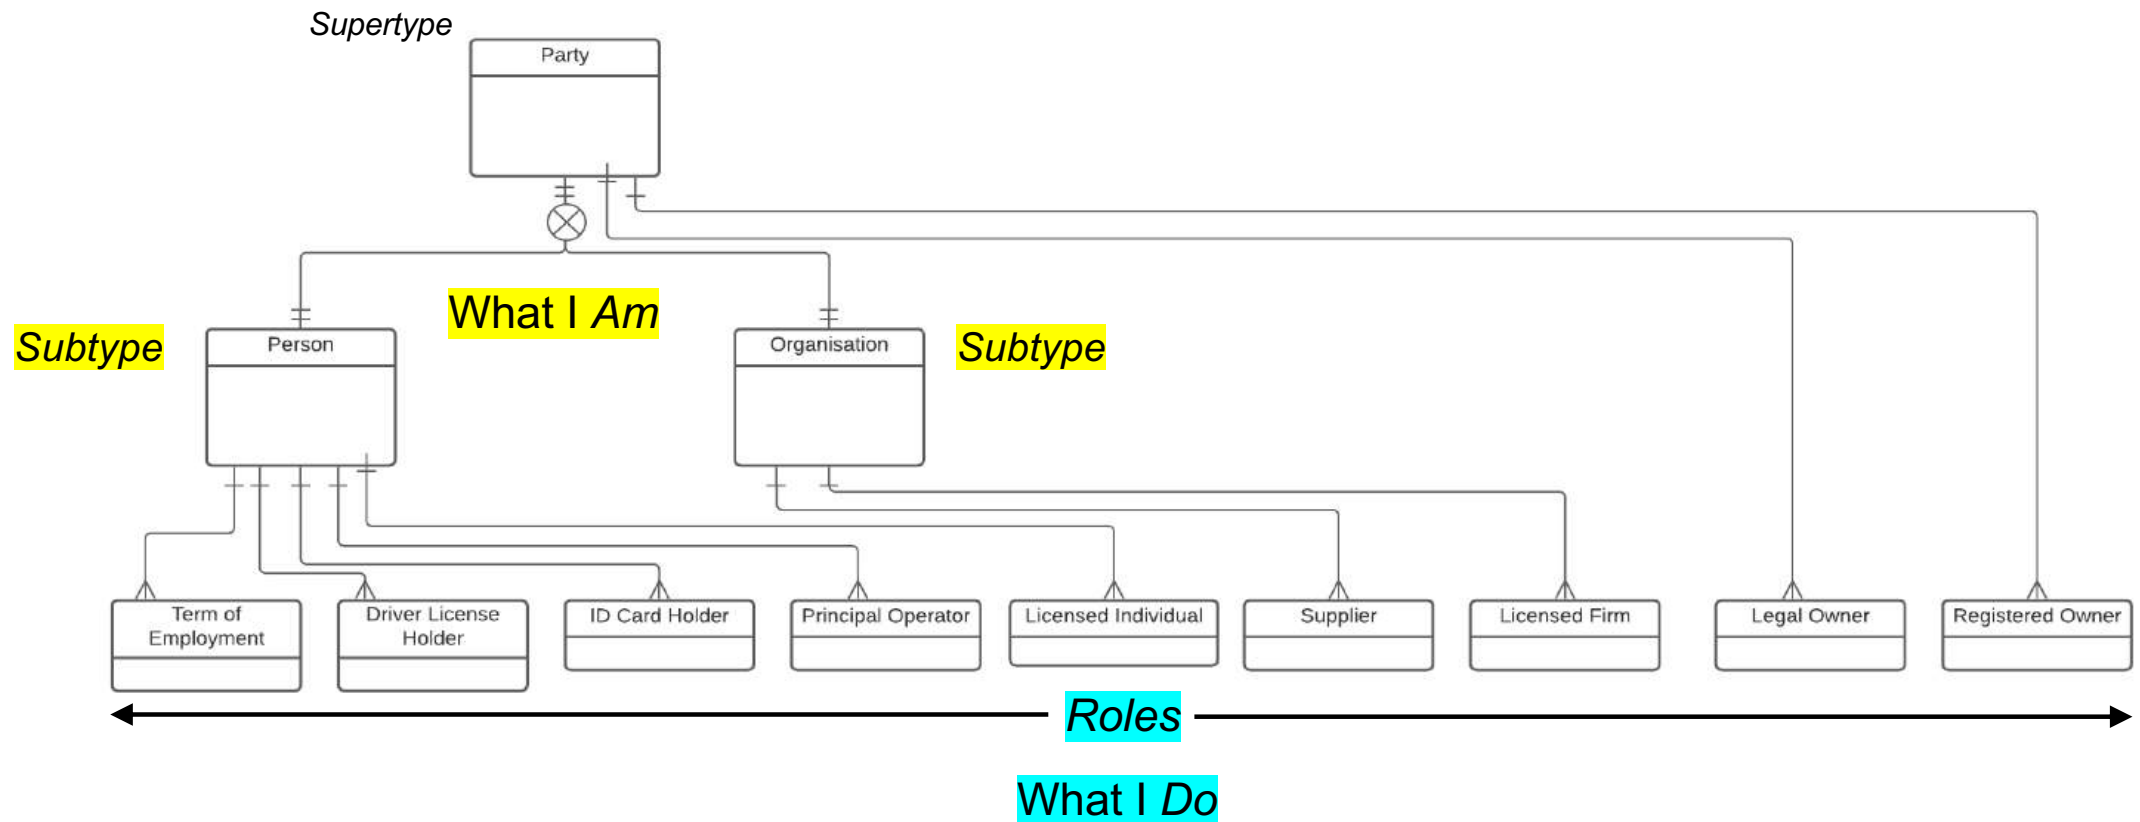 Supertype
Party
What I Am
Subtype
Person
Organisation
Subtype
Term of
Employment
Driver License
Holder
ID Card Holder
Principal Operator
Licensed Individual
Supplier
Licensed Firm
Legal Owner
Registered Owner
Roles
What I Do